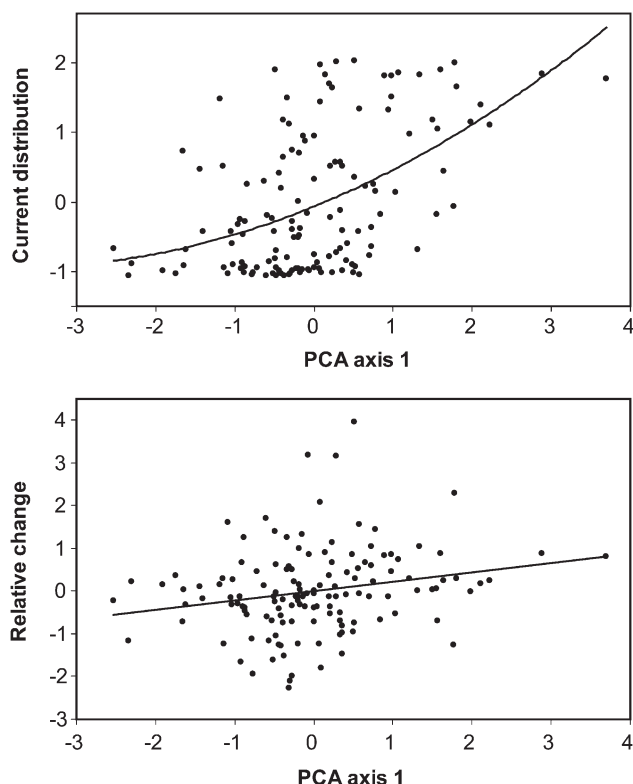 Current distribution
2
1
0
-1
-3 -2 -1 0 1 2 3 4
PCA axis 1
Relative change
4
3
2
1
0
-1
-2
-3
-3 -2 -1 0 1 2 3 4
PCA axis 1